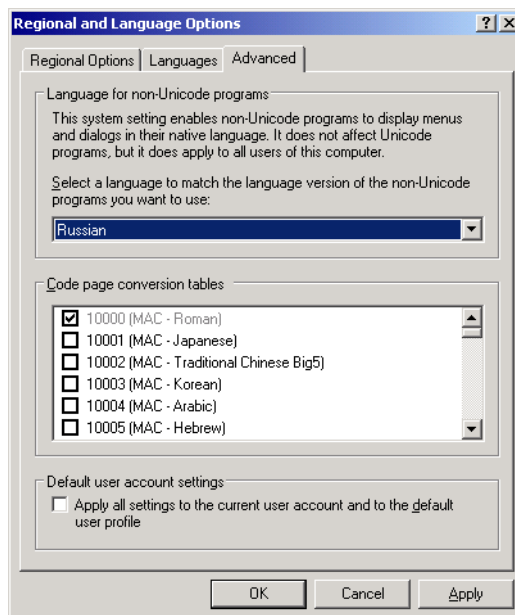 Regional and Language Options
Regional Options Languages Advanced
Language for non-Unicode programs
This system setting enables non-Unicode programs to display menus
and dialogs in their native language. It does not affect Unicode
programs, but it does apply to all users of this computer.
Select a language to match the language version of the non-Unicode
programs you want to use:
Russian
Code page conversion tables
10000 (MAC - Roman)
10001 (MAC - Japanese)
10002 (MAC - Traditional Chinese Big5)
10003 (MAC - Korean)
10004 (MAC - Arabic)
10005 (MAC - Hebrew)
Default user account settings
Apply all settings to the current user account and to the default
user profile
OK Cancel Apply